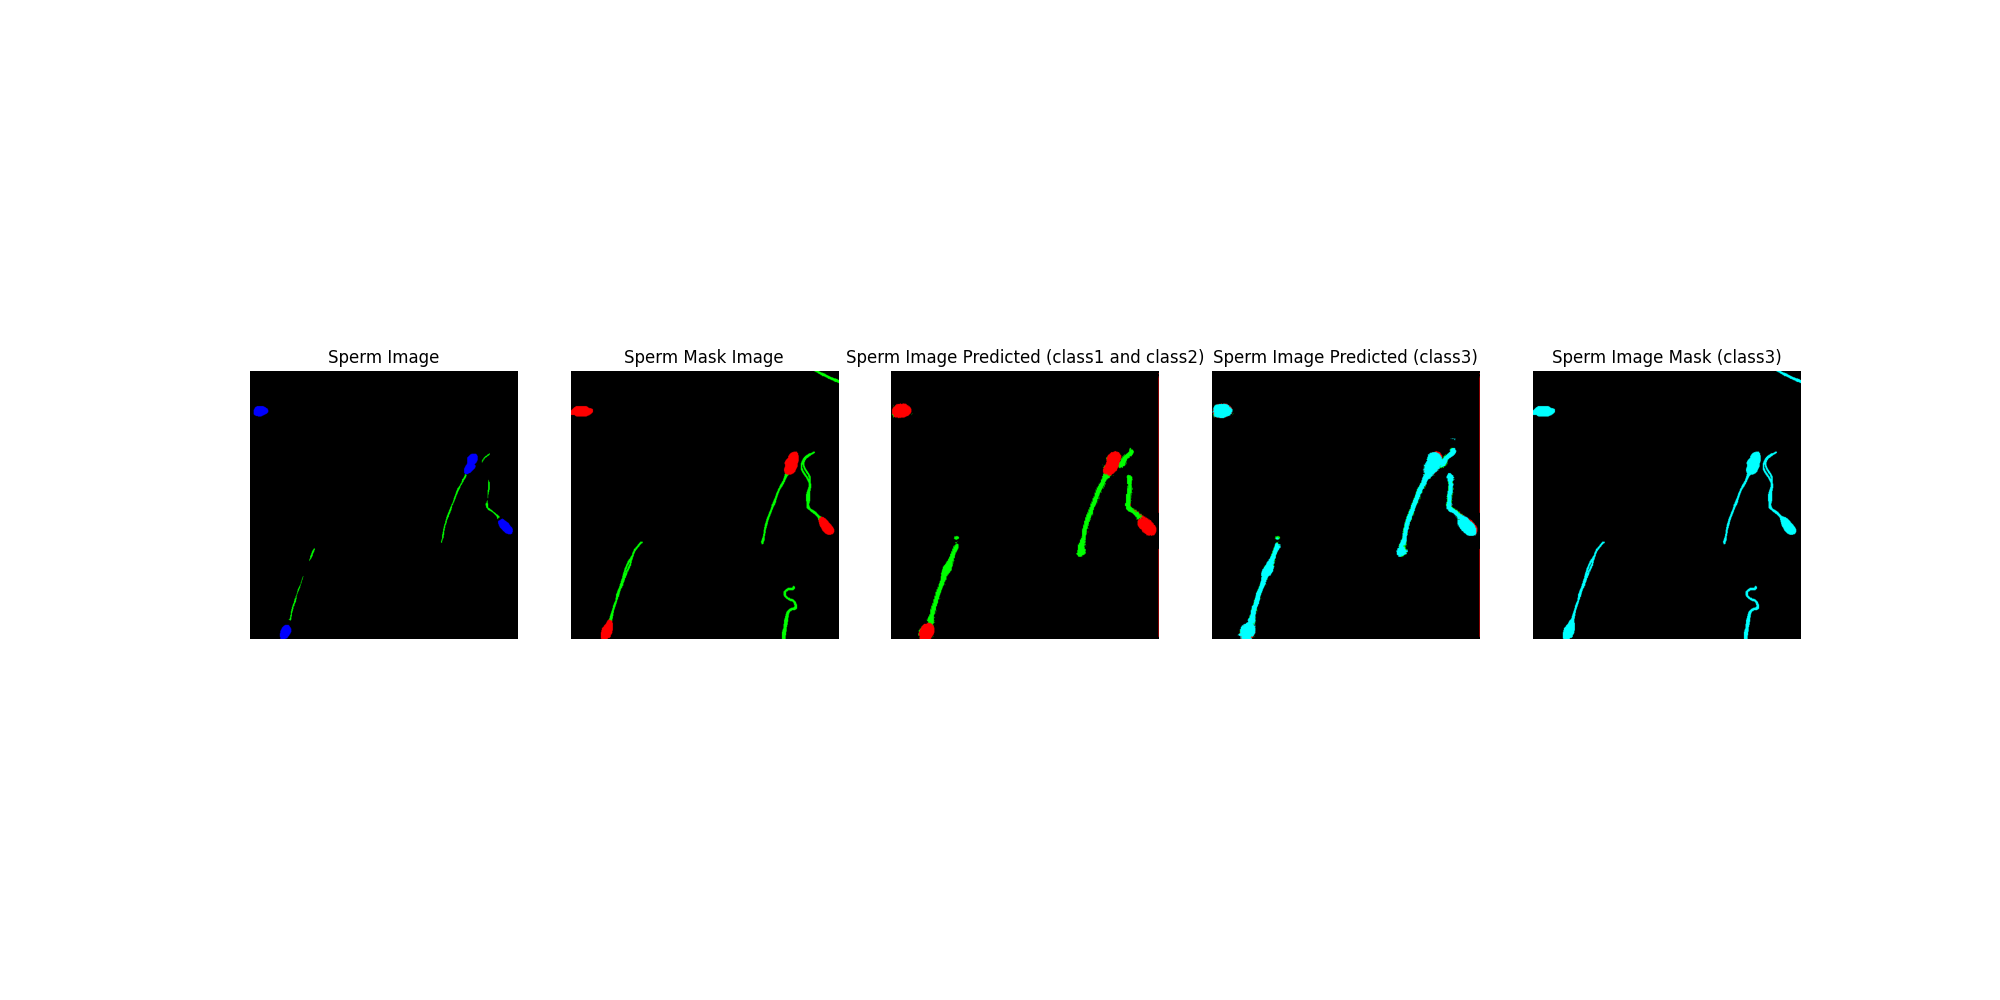 Sperm Image
Sperm Mask Image
Sperm Image Predicted (class1 and class2)
Sperm Image Predicted (class3)
Sperm Image Mask (class3)